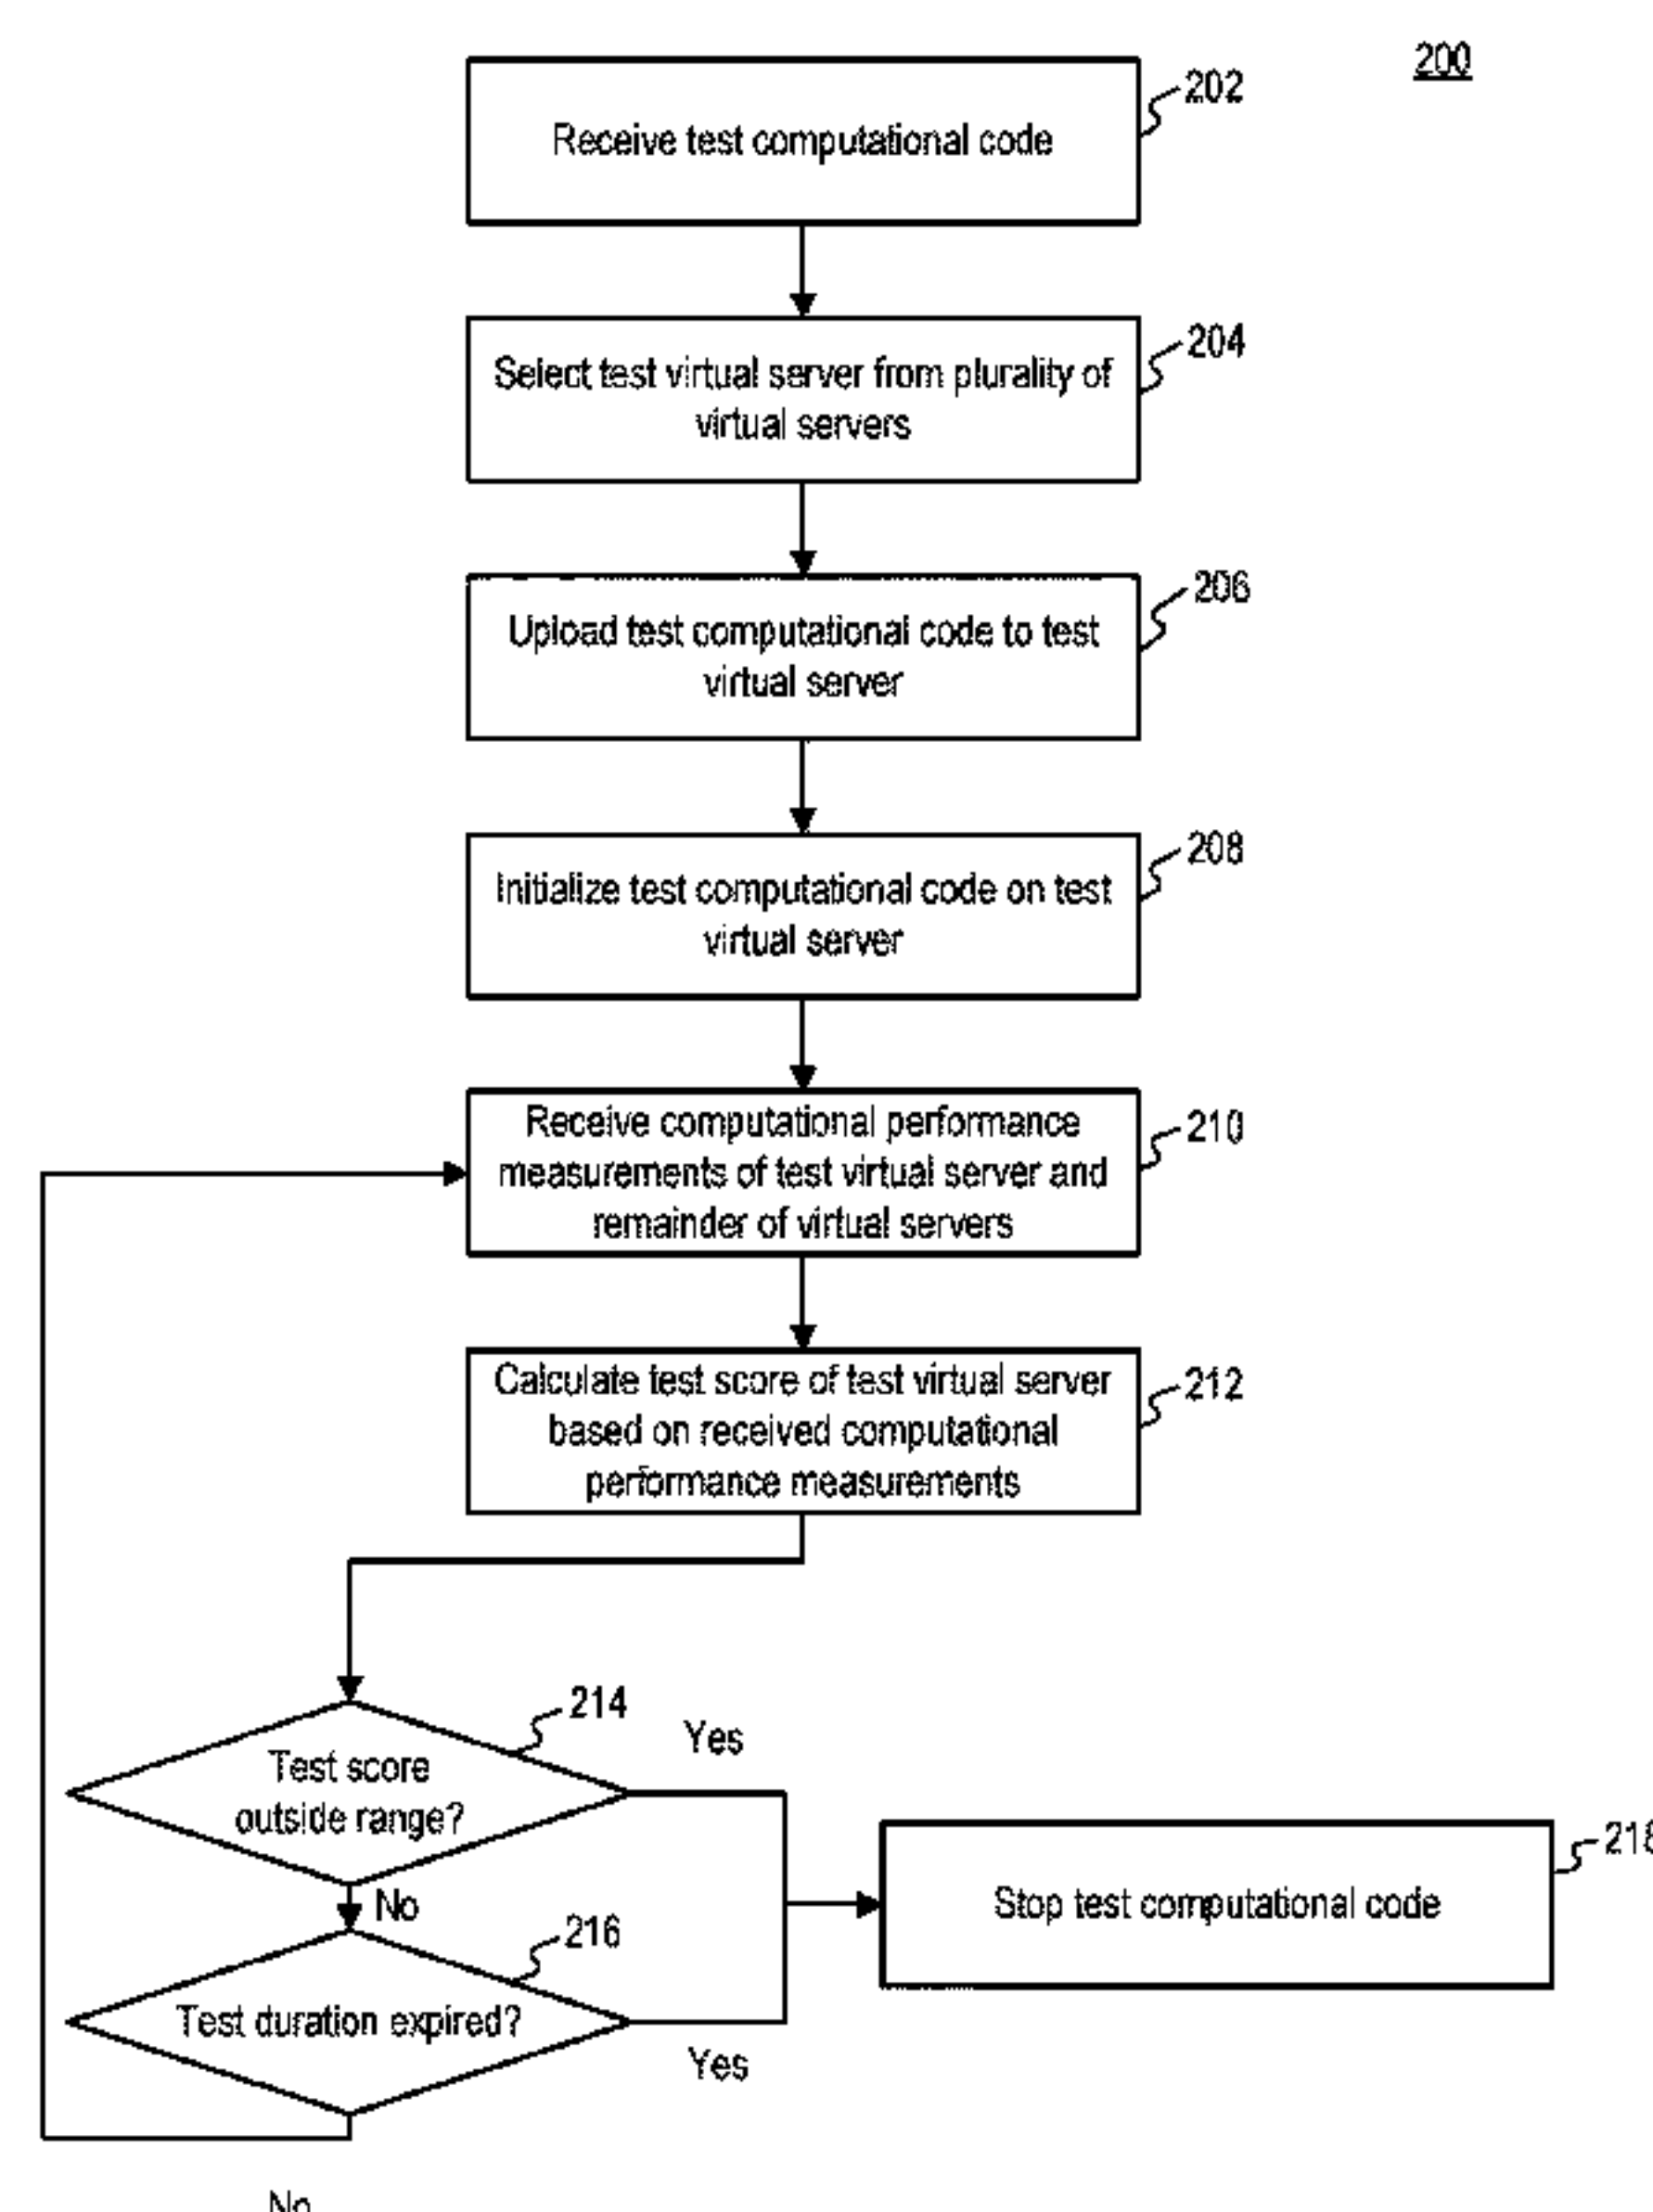 200
202
Receive test computational code
204
Select test virtual server from plurality of
virtual servers
206
Upload test computational code to test
virtual server
208
Initialize test computational code on test
virtual server
210
Receive computational performance
measurements of test virtual server and
remainder of virtual servers
212
Calculate test score of test virtual server
based on received computational
performance measurements
214
Yes
Test score
outside range?
218
Stop test computational code
No
216
Test duration expired?
Yes
No